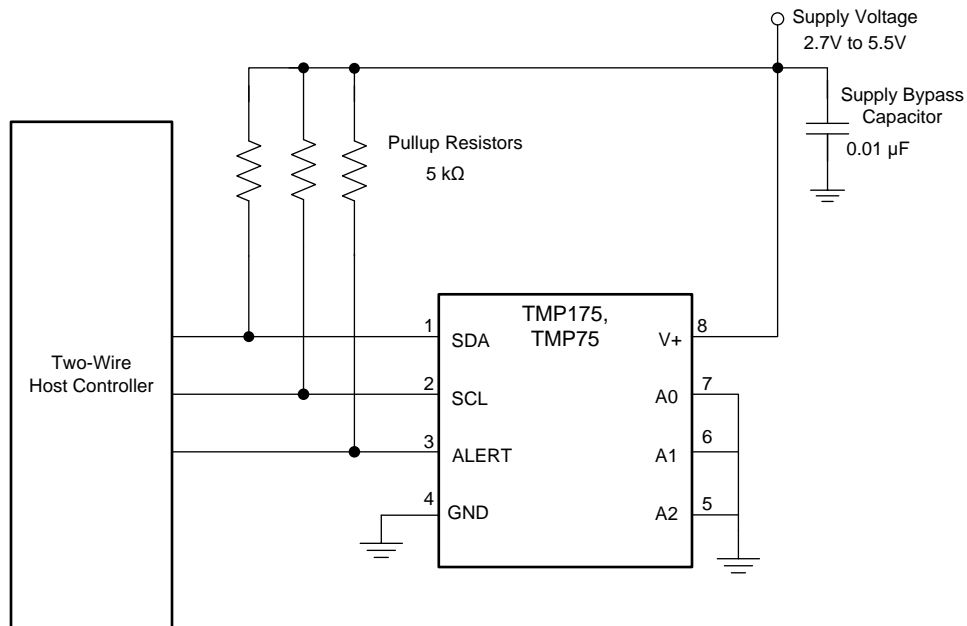 Supply Voltage
2.7V to 5.5V
Supply Bypass
Capacitor
0.01 µF
Pullup Resistors
5 kΩ
Two-Wire
Host Controller
TMP175,
TMP75
1
SDA
V+
8
2
SCL
A0
7
3
ALERT
A1
6
4
GND
A2
5